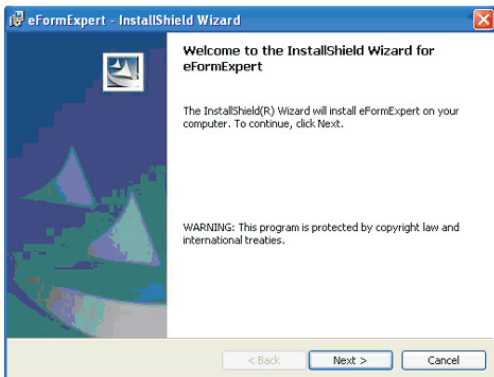 eFormExpert - InstallShield Wizard
Welcome to the InstallShield Wizard for
eFormExpert
The InstallShield(R) Wizard will install eFormExpert on your
computer. To continue, click Next.
WARNING: This program is protected by copyright law and
international treaties.
< Back Next > Cancel